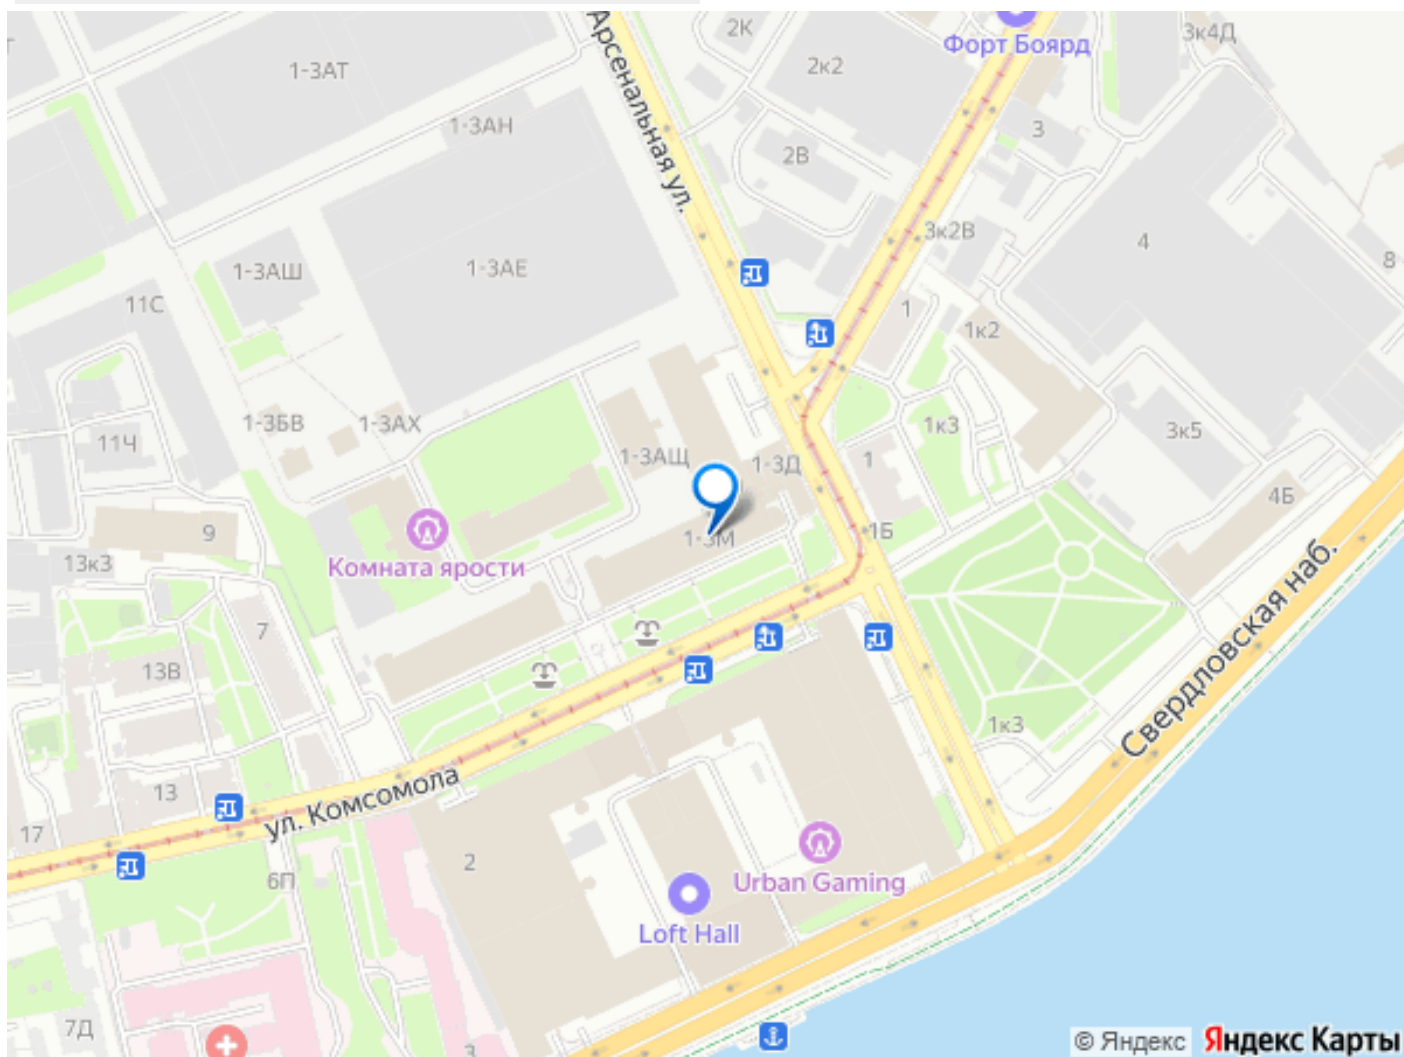 2К
Форт Боярд
3к4Д
1-3АТ
2к2
Арсенальная ул.
1-3АН
3
2В
3к2В
4
1-3АШ
1-3АЕ
8
11С
1
1к2
1-3БВ
1-3АХ
1к3
3к5
11Ч
1-3АЩ
1-3Д
1
4Б
9
1-3М
1Б
13к3
Комната ярости
Свердловская наб.
7
13В
1к3
13
ул. Комсомола
17
2
6П
Urban Gaming
Loft Hall
7Д
3
© Яндекс
Яндекс Карты